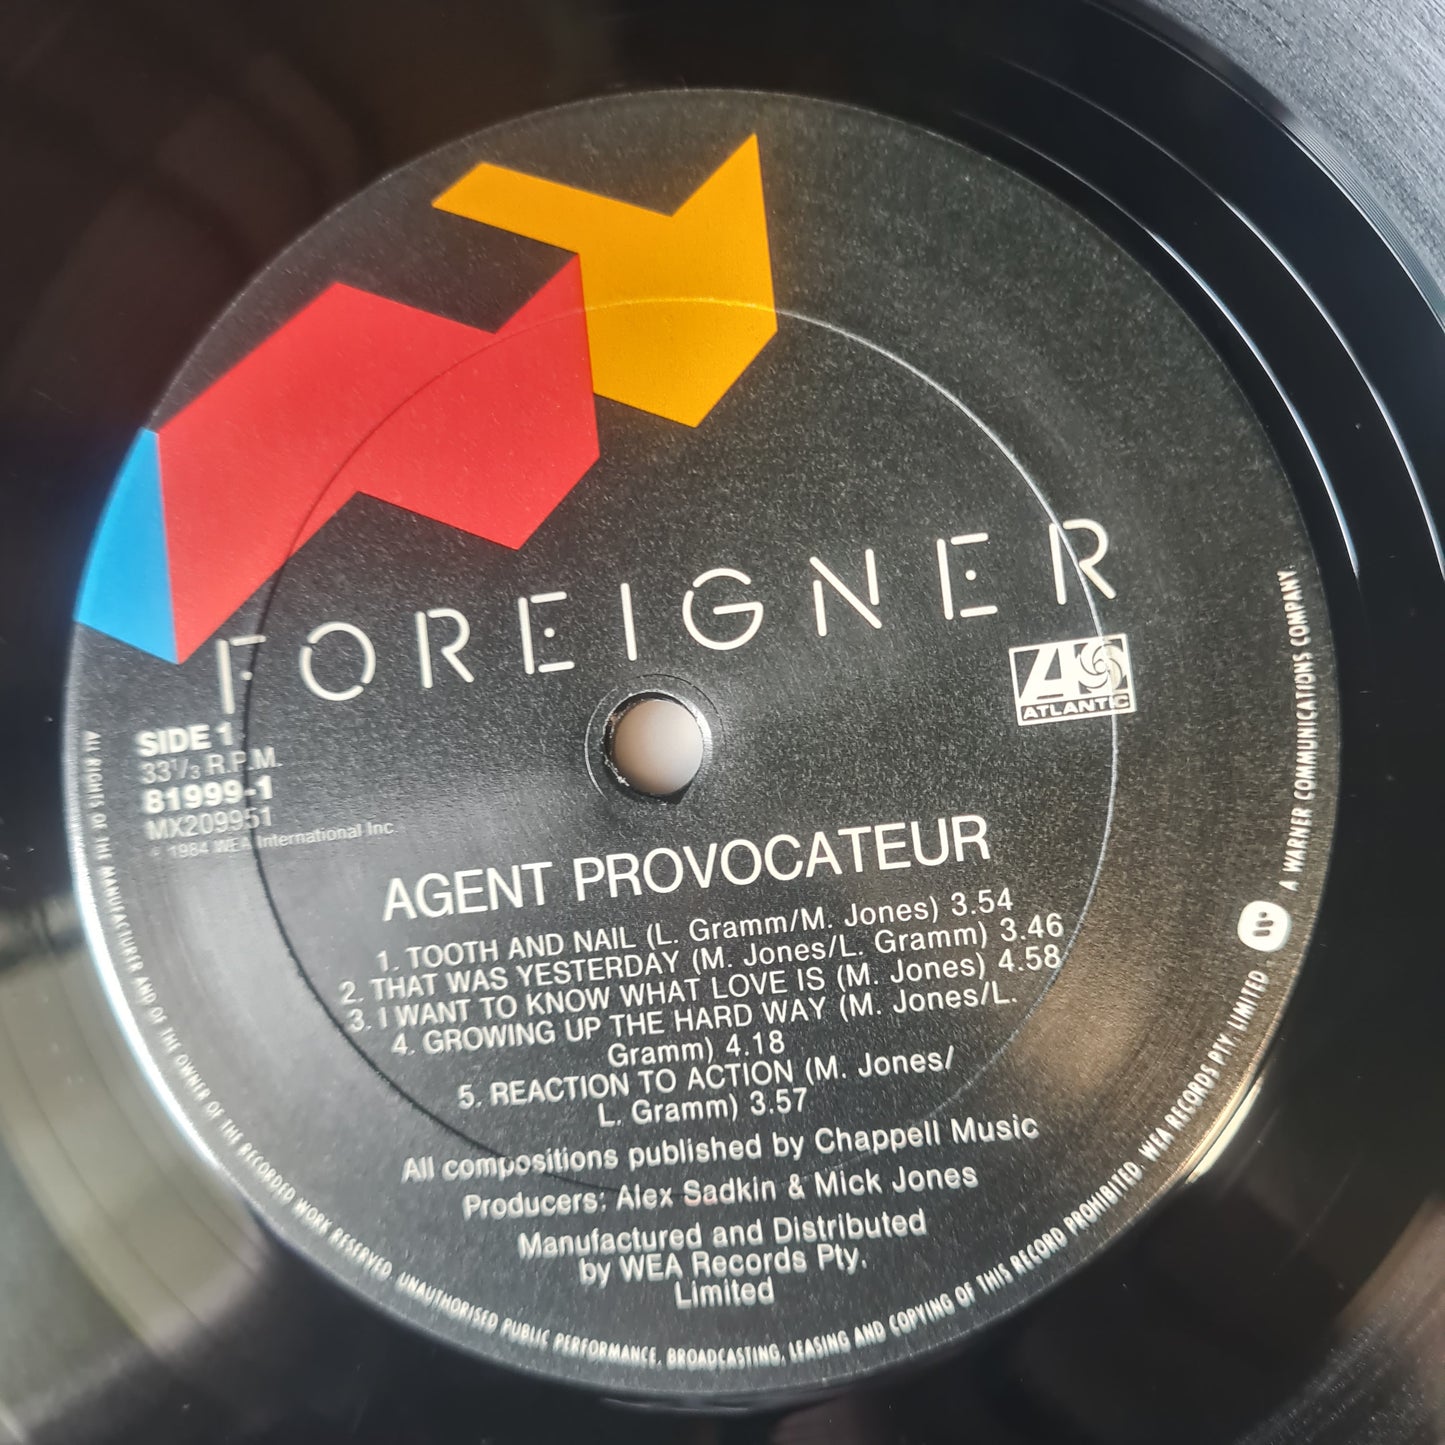 FOREIGNER
ATLANTIC
SIDE 1
33⅓ R.P.M.
81999-1
MX209951
© 1984 WEA International Inc
AGENT PROVOCATEUR
1. TOOTH AND NAIL (L. Gramm/M. Jones) 3.54
2. THAT WAS YESTERDAY (M. Jones/L. Gramm) 3.46
3. I WANT TO KNOW WHAT LOVE IS (M. Jones) 4.58
4. GROWING UP THE HARD WAY (M. Jones/L.
Gramm) 4.18
5. REACTION TO ACTION (M. Jones/
L. Gramm) 3.57
All compositions published by Chappell Music
Producers: Alex Sadkin & Mick Jones
Manufactured and Distributed
by WEA Records Pty.
Limited
ALL RIGHTS OF THE MANUFACTURER AND OF THE OWNER OF THE RECORDED WORK RESERVED. UNAUTHORISED PUBLIC PERFORMANCE, BROADCASTING, LEASING AND COPYING OF THIS RECORD PROHIBITED. WEA RECORDS PTY. LIMITED A WARNER COMMUNICATIONS COMPANY.